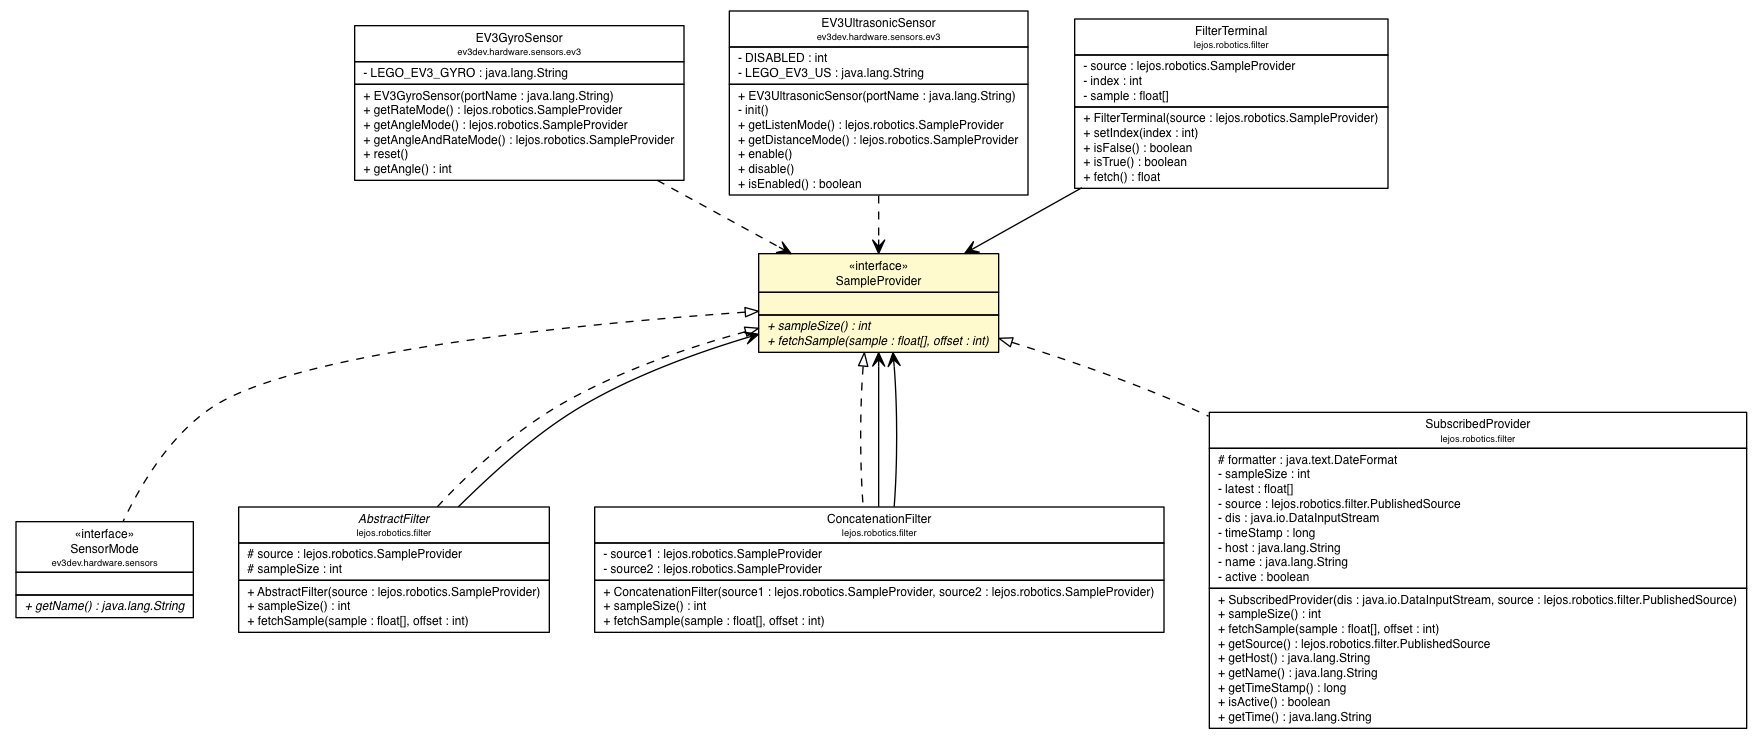 EV3GyroSensor
ev3dev.hardware.sensors.ev3
- LEGO_EV3_GYRO : java.lang.String
+ EV3GyroSensor(portName : java.lang.String)
+ getRateMode() : lejos.robotics.SampleProvider
+ getAngleMode() : lejos.robotics.SampleProvider
+ getAngleAndRateMode() : lejos.robotics.SampleProvider
+ reset()
+ getAngle() : int
EV3UltrasonicSensor
ev3dev.hardware.sensors.ev3
- DISABLED : int
- LEGO_EV3_US : java.lang.String
+ EV3UltrasonicSensor(portName : java.lang.String)
- init()
+ getListenMode() : lejos.robotics.SampleProvider
+ getDistanceMode() : lejos.robotics.SampleProvider
+ enable()
+ disable()
+ isEnabled() : boolean
FilterTerminal
lejos.robotics.filter
- source : lejos.robotics.SampleProvider
- index : int
- sample : float[]
+ FilterTerminal(source : lejos.robotics.SampleProvider)
+ setIndex(index : int)
+ isFalse() : boolean
+ isTrue() : boolean
+ fetch() : float
«interface»
SampleProvider
+ sampleSize() : int
+ fetchSample(sample : float[], offset : int)
«interface»
SensorMode
ev3dev.hardware.sensors
+ getName() : java.lang.String
AbstractFilter
lejos.robotics.filter
# source : lejos.robotics.SampleProvider
# sampleSize : int
+ AbstractFilter(source : lejos.robotics.SampleProvider)
+ sampleSize() : int
+ fetchSample(sample : float[], offset : int)
ConcatenationFilter
lejos.robotics.filter
- source1 : lejos.robotics.SampleProvider
- source2 : lejos.robotics.SampleProvider
+ ConcatenationFilter(source1 : lejos.robotics.SampleProvider, source2 : lejos.robotics.SampleProvider)
+ sampleSize() : int
+ fetchSample(sample : float[], offset : int)
SubscribedProvider
lejos.robotics.filter
# formatter : java.text.DateFormat
- sampleSize : int
- latest : float[]
- source : lejos.robotics.filter.PublishedSource
- dis : java.io.DataInputStream
- timeStamp : long
- host : java.lang.String
- name : java.lang.String
- active : boolean
+ SubscribedProvider(dis : java.io.DataInputStream, source : lejos.robotics.filter.PublishedSource)
+ sampleSize() : int
+ fetchSample(sample : float[], offset : int)
+ getSource() : lejos.robotics.filter.PublishedSource
+ getHost() : java.lang.String
+ getName() : java.lang.String
+ getTimeStamp() : long
+ isActive() : boolean
+ getTime() : java.lang.String